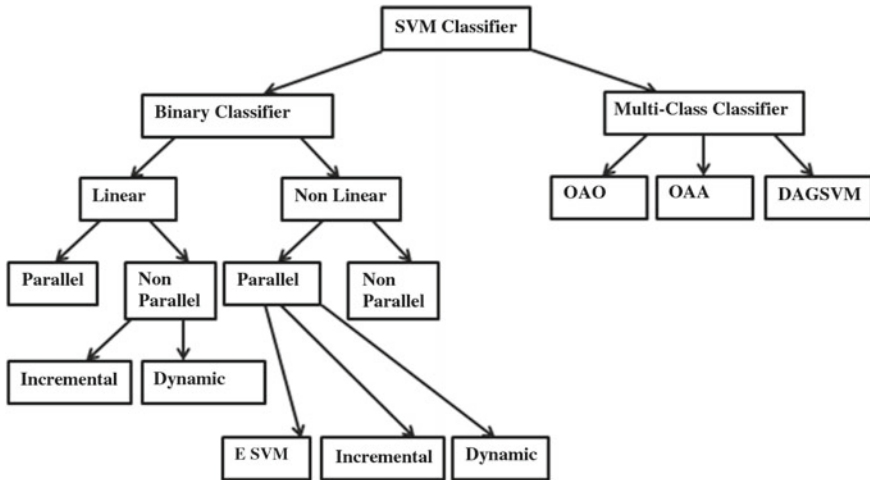 SVM Classifier
Binary Classifier
Multi-Class Classifier
Linear
Non Linear
OAO
OAA
DAGSVM
Parallel
Non
Parallel
Parallel
Non
Parallel
Incremental
Dynamic
E SVM
Incremental
Dynamic